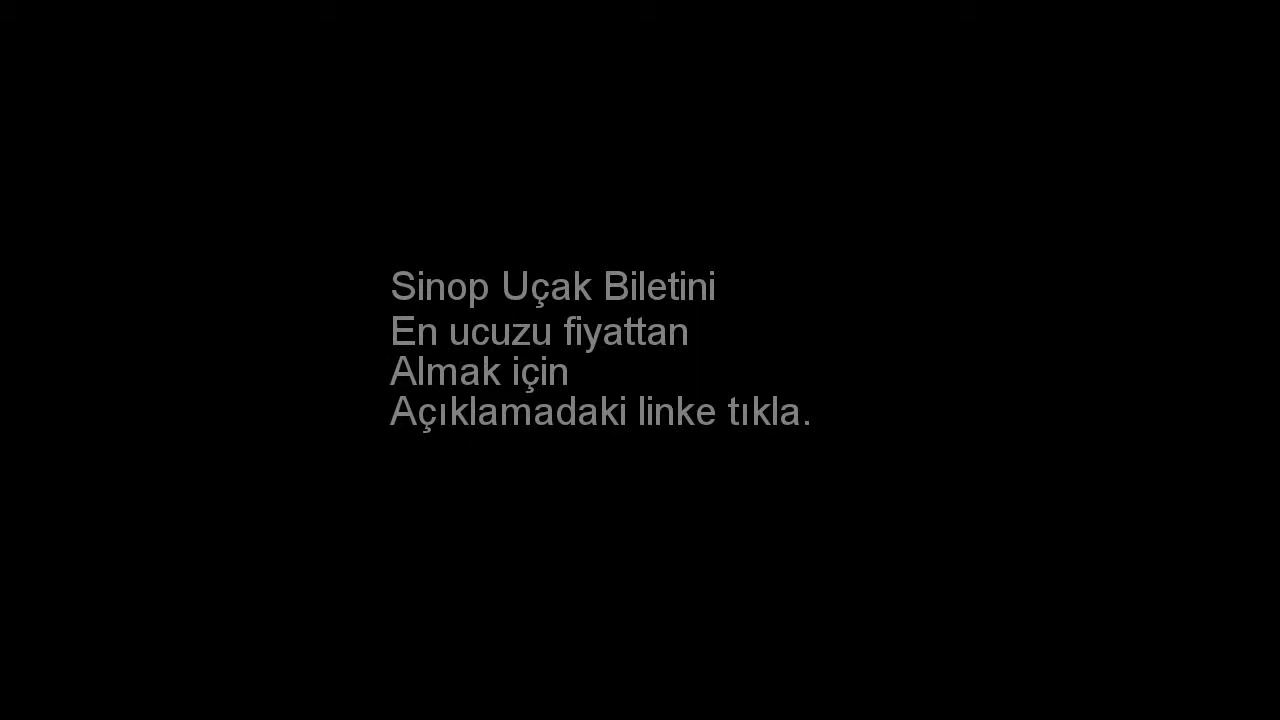 Sinop Uçak Biletini
En ucuzu fiyattan
Almak için
Açıklamadaki linke tıkla.